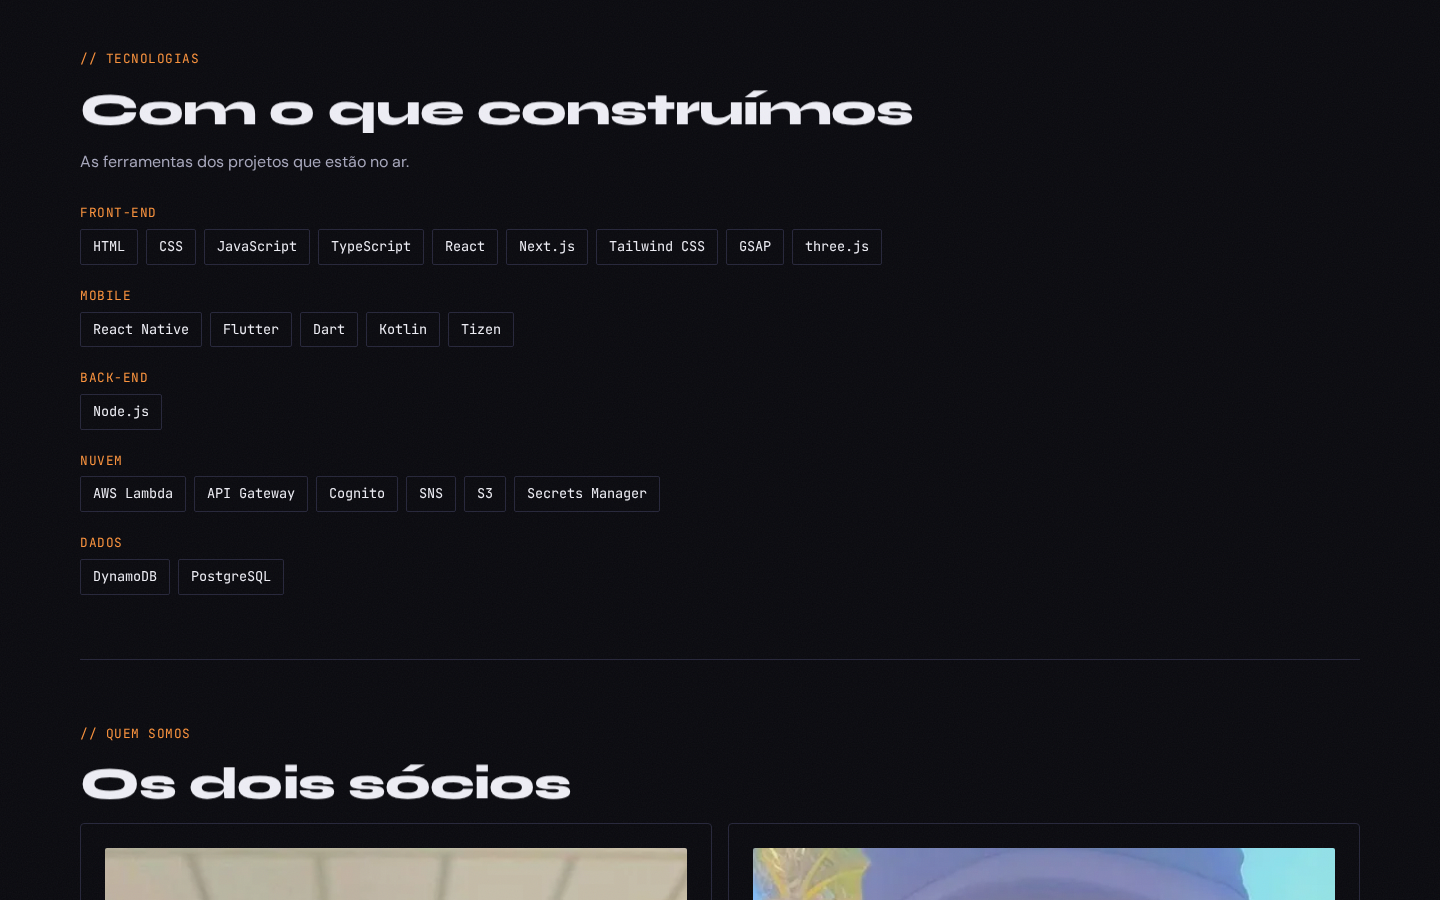 // TECNOLOGIAS
Com o que construímos
As ferramentas dos projetos que estão no ar.
FRONT-END
HTML CSS JavaScript TypeScript React Next.js Tailwind CSS GSAP three.js
MOBILE
React Native Flutter Dart Kotlin Tizen
BACK-END
Node.js
NUVEM
AWS Lambda API Gateway Cognito SNS S3 Secrets Manager
DADOS
DynamoDB PostgreSQL
// QUEM SOMOS
Os dois sócios